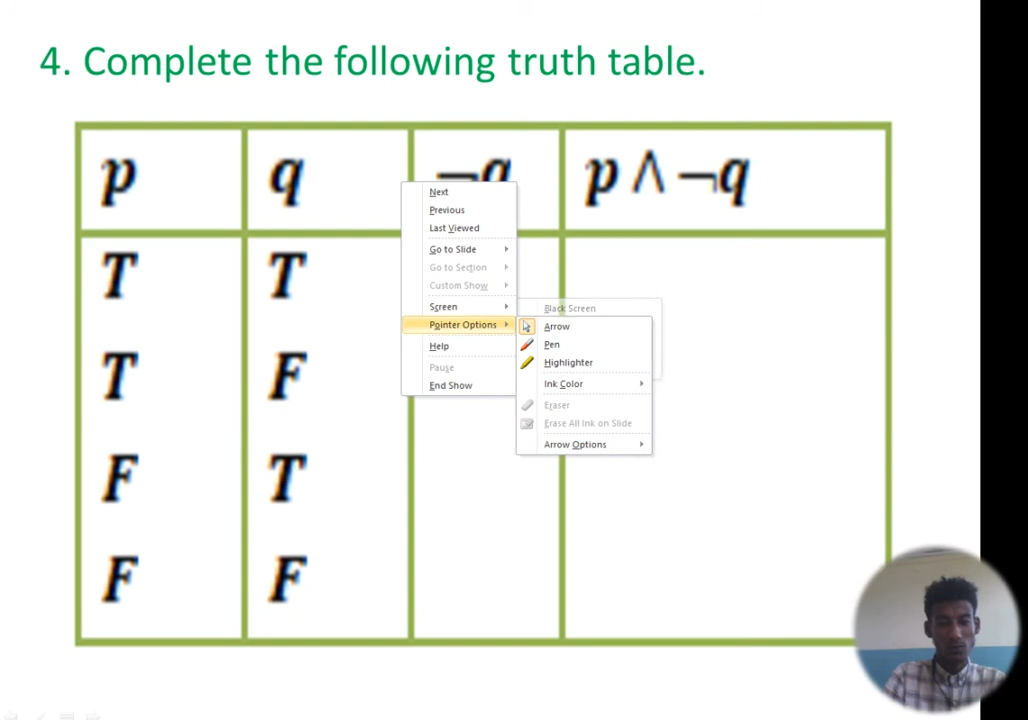 4. Complete the following truth table.
p q ¬q p ∧ ¬q
T T
T F
F T
F F
Next
Previous
Last Viewed
Go to Slide
Go to Section
Custom Show
Screen
Pointer Options
Help
Pause
End Show
Black Screen
Arrow
Pen
Highlighter
Ink Color
Eraser
Erase All Ink on Slide
Arrow Options